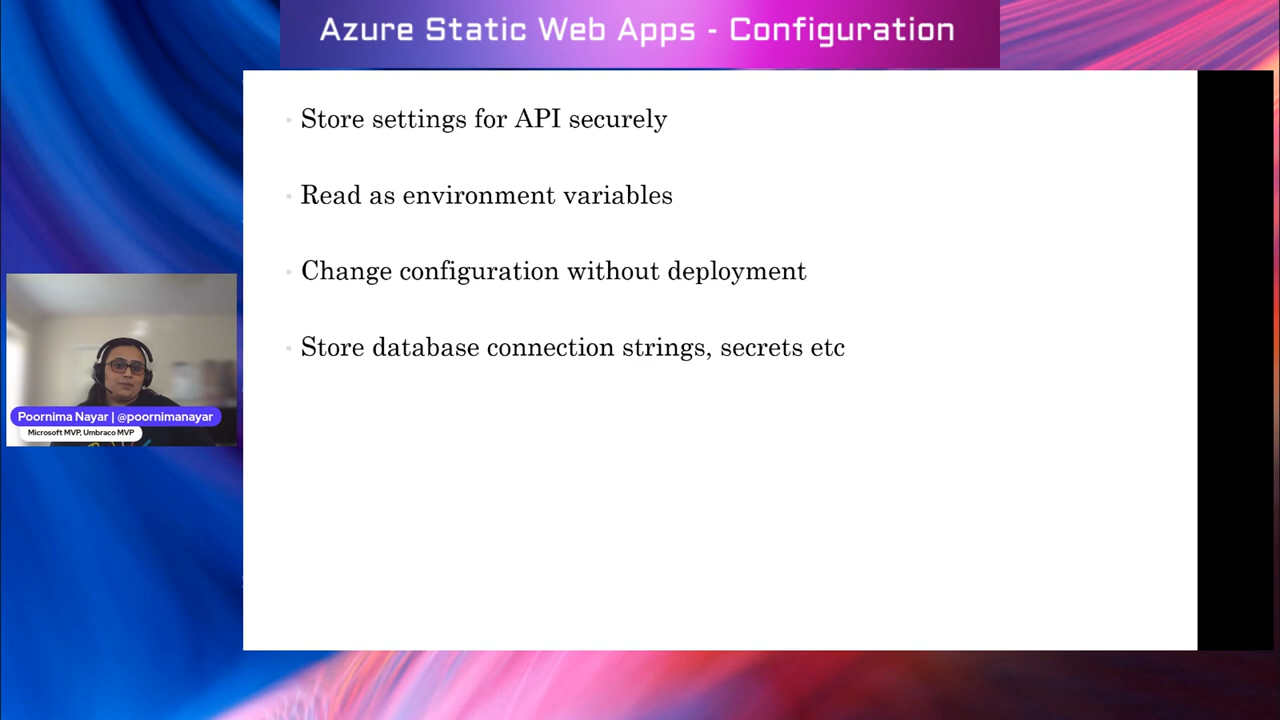 Azure Static Web Apps - Configuration
Store settings for API securely
Read as environment variables
Change configuration without deployment
Store database connection strings, secrets etc
Poornima Nayar | @poornimanayar
Microsoft MVP, Umbraco MVP